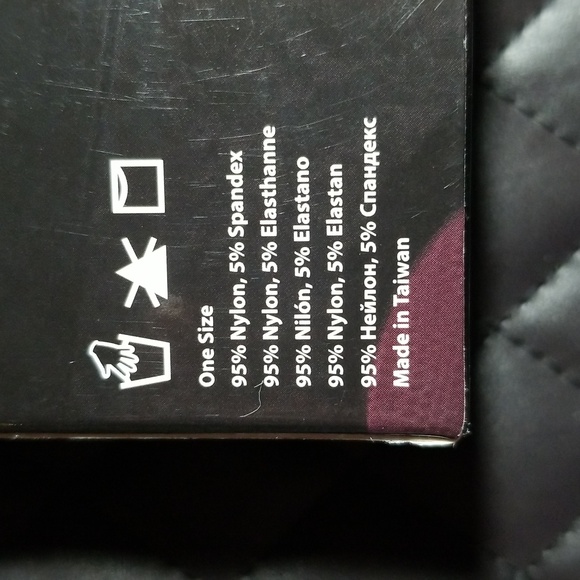 One Size
95% Nylon, 5% Spandex
95% Nylon, 5% Elasthanne
95% Nilón, 5% Elastano
95% Nylon, 5% Elastan
95% Нейлон, 5% Спандекс
Made in Taiwan